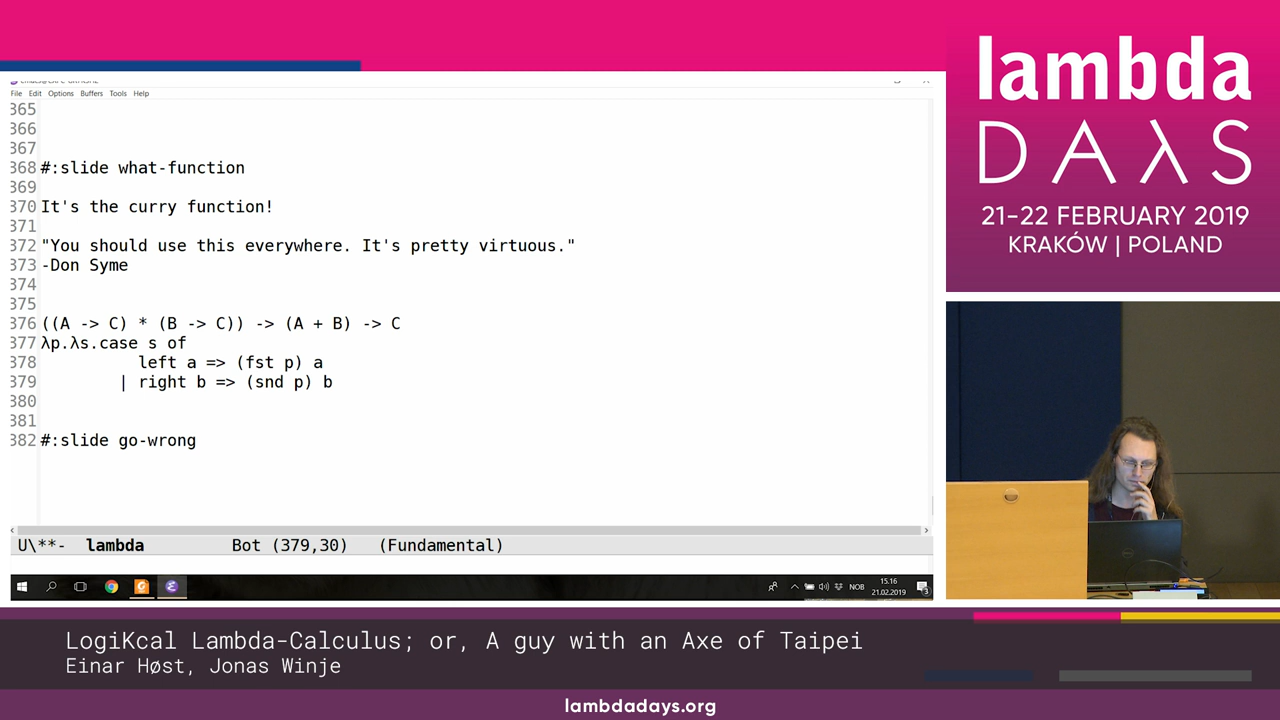 lambda
DAλS
21-22 FEBRUARY 2019
KRAKÓW | POLAND
File Edit Options Buffers Tools Help
365
366
367
368 #:slide what-function
369
370 It's the curry function!
371
372 "You should use this everywhere. It's pretty virtuous."
373 -Don Syme
374
375
376 ((A -> C) * (B -> C)) -> (A + B) -> C
377 λp.λs.case s of
378 left a => (fst p) a
379 | right b => (snd p) b
380
381
382 #:slide go-wrong
U\**- lambda Bot (379,30) (Fundamental)
NOB
15.16
21.02.2019
3
LogiKcal Lambda-Calculus; or, A guy with an Axe of Taipei
Einar Høst, Jonas Winje
lambdadays.org